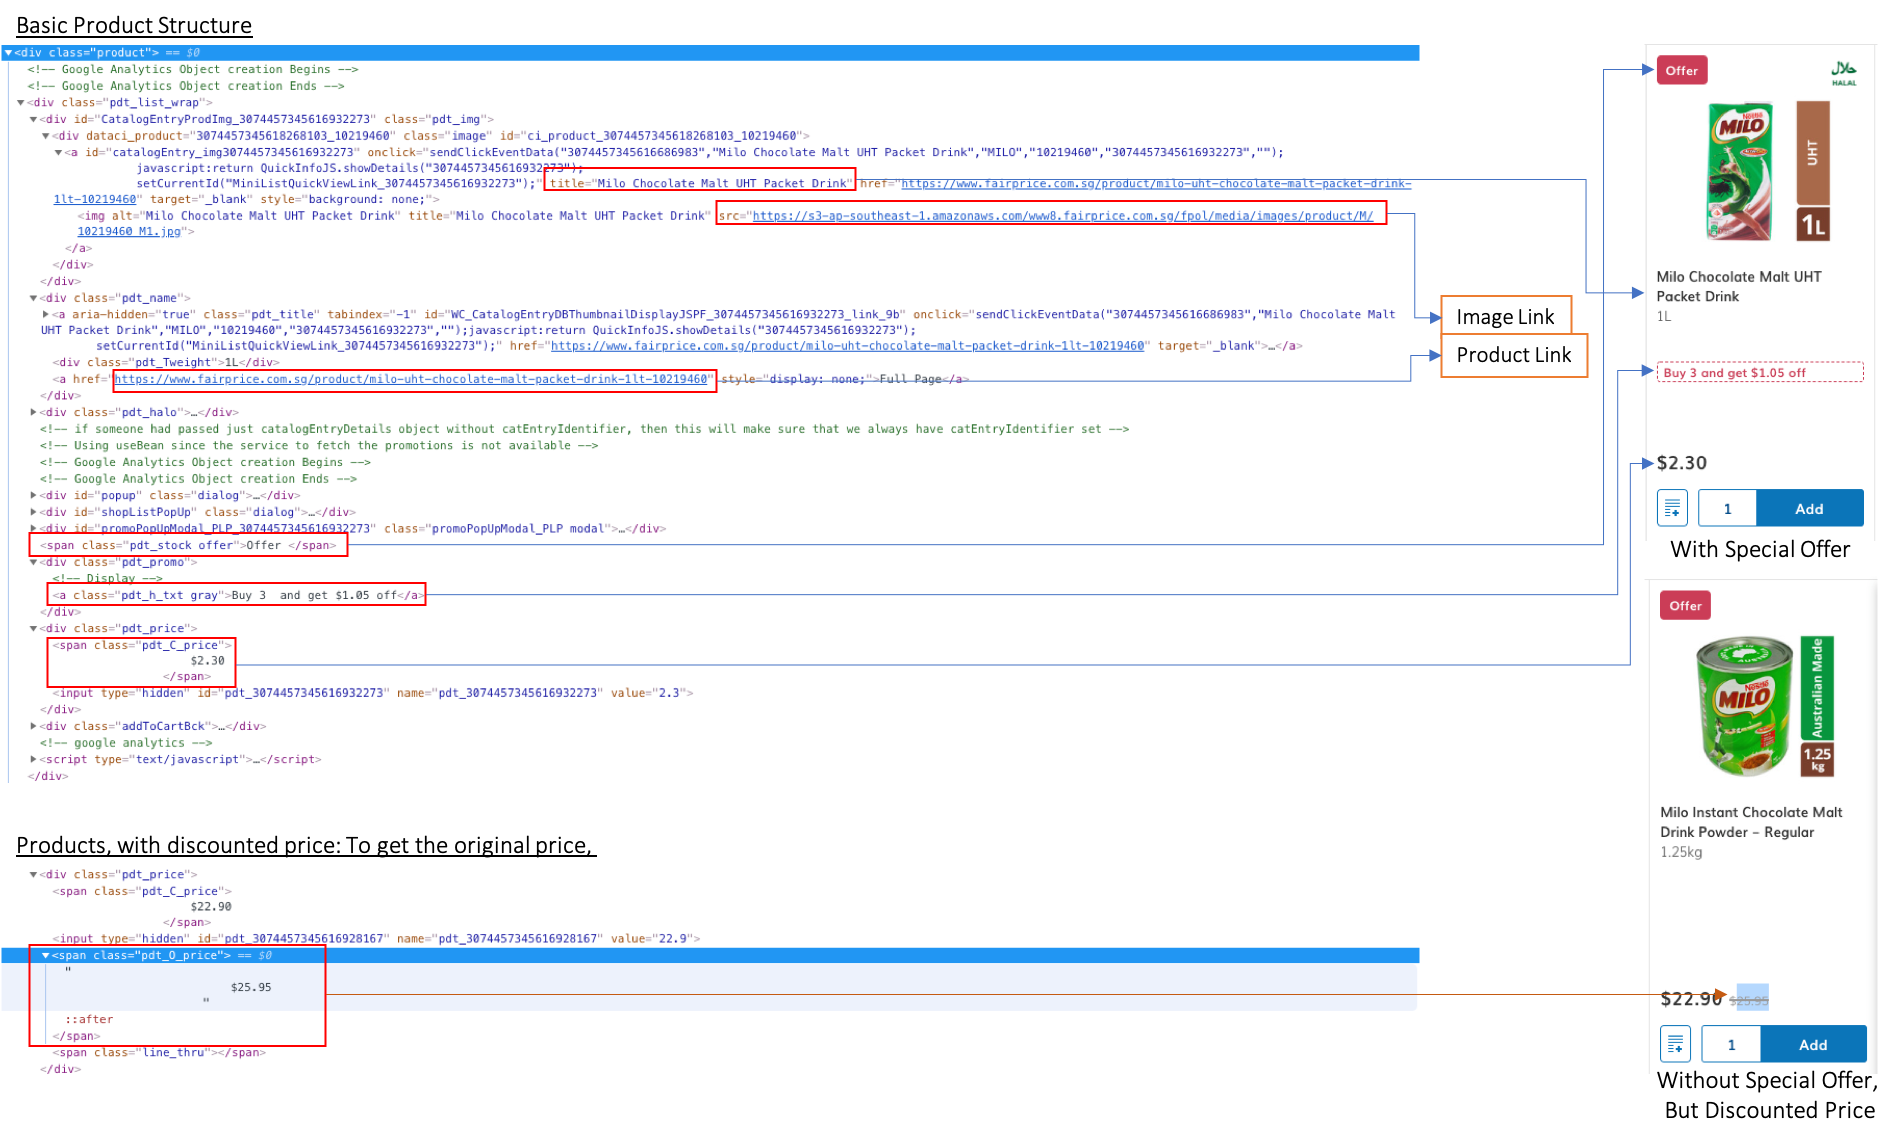 Basic Product Structure
▼<div class="product"> == $0
<!-- Google Analytics Object creation Begins -->
<!-- Google Analytics Object creation Ends -->
▼<div class="pdt_list_wrap">
▼<div id="CatalogEntryProdImg_3074457345616932273" class="pdt_img">
▼<div dataci_product="3074457345618268103_10219460" class="image" id="ci_product_3074457345618268103_10219460">
▼<a id="catalogEntry_img3074457345616932273" onclick="sendClickEventData("3074457345616686983","Milo Chocolate Malt UHT Packet Drink","MILO","10219460","3074457345616932273","");
javascript:return QuickInfoJS.showDetails("3074457345616932273");
setCurrentId("MiniListQuickViewLink_3074457345616932273");" title="Milo Chocolate Malt UHT Packet Drink" href="https://www.fairprice.com.sg/product/milo-uht-chocolate-malt-packet-drink-
1lt-10219460" target="_blank" style="background: none;">
<img alt="Milo Chocolate Malt UHT Packet Drink" title="Milo Chocolate Malt UHT Packet Drink" src="https://s3-ap-southeast-1.amazonaws.com/www8.fairprice.com.sg/fpol/media/images/product/M/
10219460_M1.jpg">
</a>
</div>
</div>
▼<div class="pdt_name">
▶<a aria-hidden="true" class="pdt_title" tabindex="-1" id="WC_CatalogEntryDBThumbnailDisplayJSPF_3074457345616932273_link_9b" onclick="sendClickEventData("3074457345616686983","Milo Chocolate Malt
UHT Packet Drink","MILO","10219460","3074457345616932273","");javascript:return QuickInfoJS.showDetails("3074457345616932273");
setCurrentId("MiniListQuickViewLink_3074457345616932273");" href="https://www.fairprice.com.sg/product/milo-uht-chocolate-malt-packet-drink-1lt-10219460" target="_blank">…</a>
<div class="pdt_Tweight">1L</div>
<a href="https://www.fairprice.com.sg/product/milo-uht-chocolate-malt-packet-drink-1lt-10219460" style="display: none;">Full Page</a>
</div>
▶<div class="pdt_halo">…</div>
<!-- if someone had passed just catalogEntryDetails object without catEntryIdentifier, then this will make sure that we always have catEntryIdentifier set -->
<!-- Using useBean since the service to fetch the promotions is not available -->
<!-- Google Analytics Object creation Begins -->
<!-- Google Analytics Object creation Ends -->
▶<div id="popup" class="dialog">…</div>
▶<div id="shopListPopUp" class="dialog">…</div>
▶<div id="promoPopUpModal_PLP_3074457345616932273" class="promoPopUpModal_PLP modal">…</div>
<span class="pdt_stock offer">Offer </span>
▼<div class="pdt_promo">
<!-- Display -->
<a class="pdt_h_txt gray">Buy 3  and get $1.05 off</a>
</div>
▼<div class="pdt_price">
<span class="pdt_C_price">
$2.30
</span>
<input type="hidden" id="pdt_3074457345616932273" name="pdt_3074457345616932273" value="2.3">
</div>
▶<div class="addToCartBck">…</div>
<!-- google analytics -->
▶<script type="text/javascript">…</script>
</div>
Image Link
Product Link
Offer
حلال
HALAL
Nestlé
MILO
UHT
1L
Milo Chocolate Malt UHT
Packet Drink
1L
Buy 3 and get $1.05 off
$2.30
1
Add
With Special Offer
Products, with discounted price: To get the original price,
▼<div class="pdt_price">
<span class="pdt_C_price">
$22.90
</span>
<input type="hidden" id="pdt_3074457345616928167" name="pdt_3074457345616928167" value="22.9">
▼<span class="pdt_O_price"> == $0
"
$25.95
"
::after
</span>
<span class="line_thru"></span>
</div>
Offer
Nestlé
MILO
Australian Made
1.25
kg
Milo Instant Chocolate Malt
Drink Powder - Regular
1.25kg
$22.90 $25.95
1
Add
Without Special Offer,
But Discounted Price